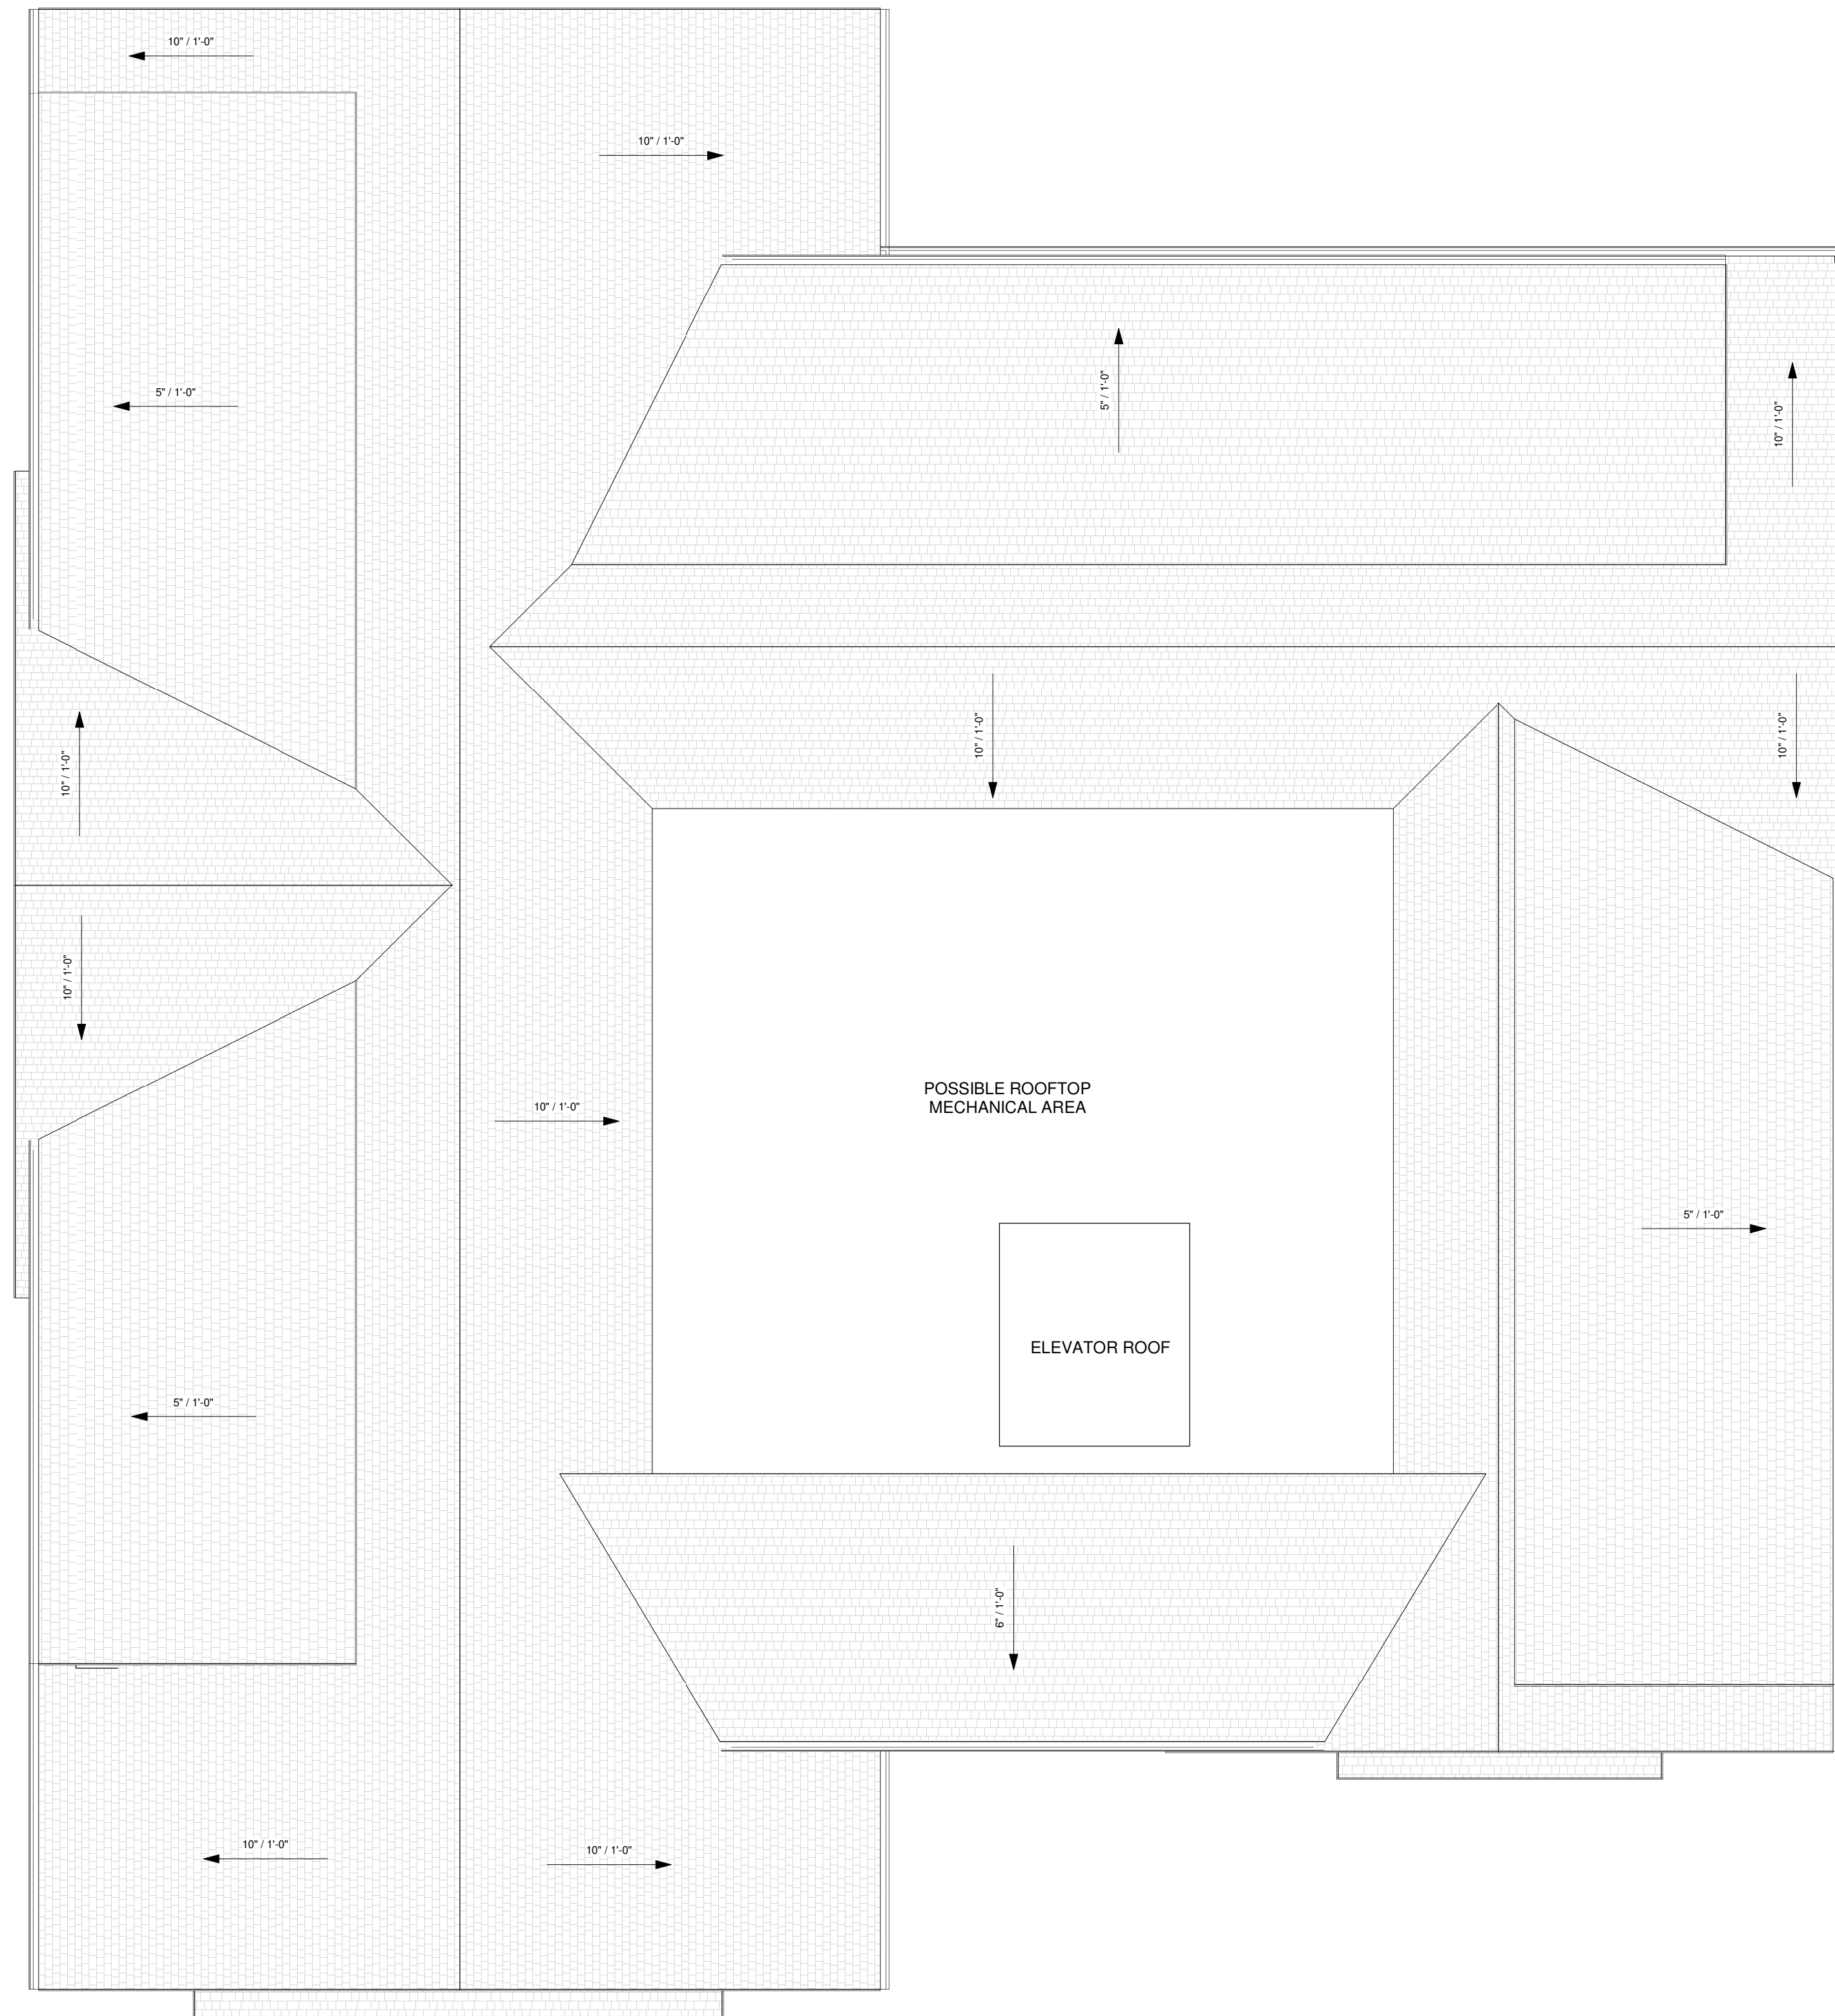 10" / 1'-0"
10" / 1'-0"
5" / 1'-0"
5" / 1'-0"
10" / 1'-0"
10" / 1'-0"
10" / 1'-0"
10" / 1'-0"
10" / 1'-0"
10" / 1'-0"
POSSIBLE ROOFTOP
MECHANICAL AREA
5" / 1'-0"
ELEVATOR ROOF
5" / 1'-0"
6" / 1'-0"
10" / 1'-0"
10" / 1'-0"